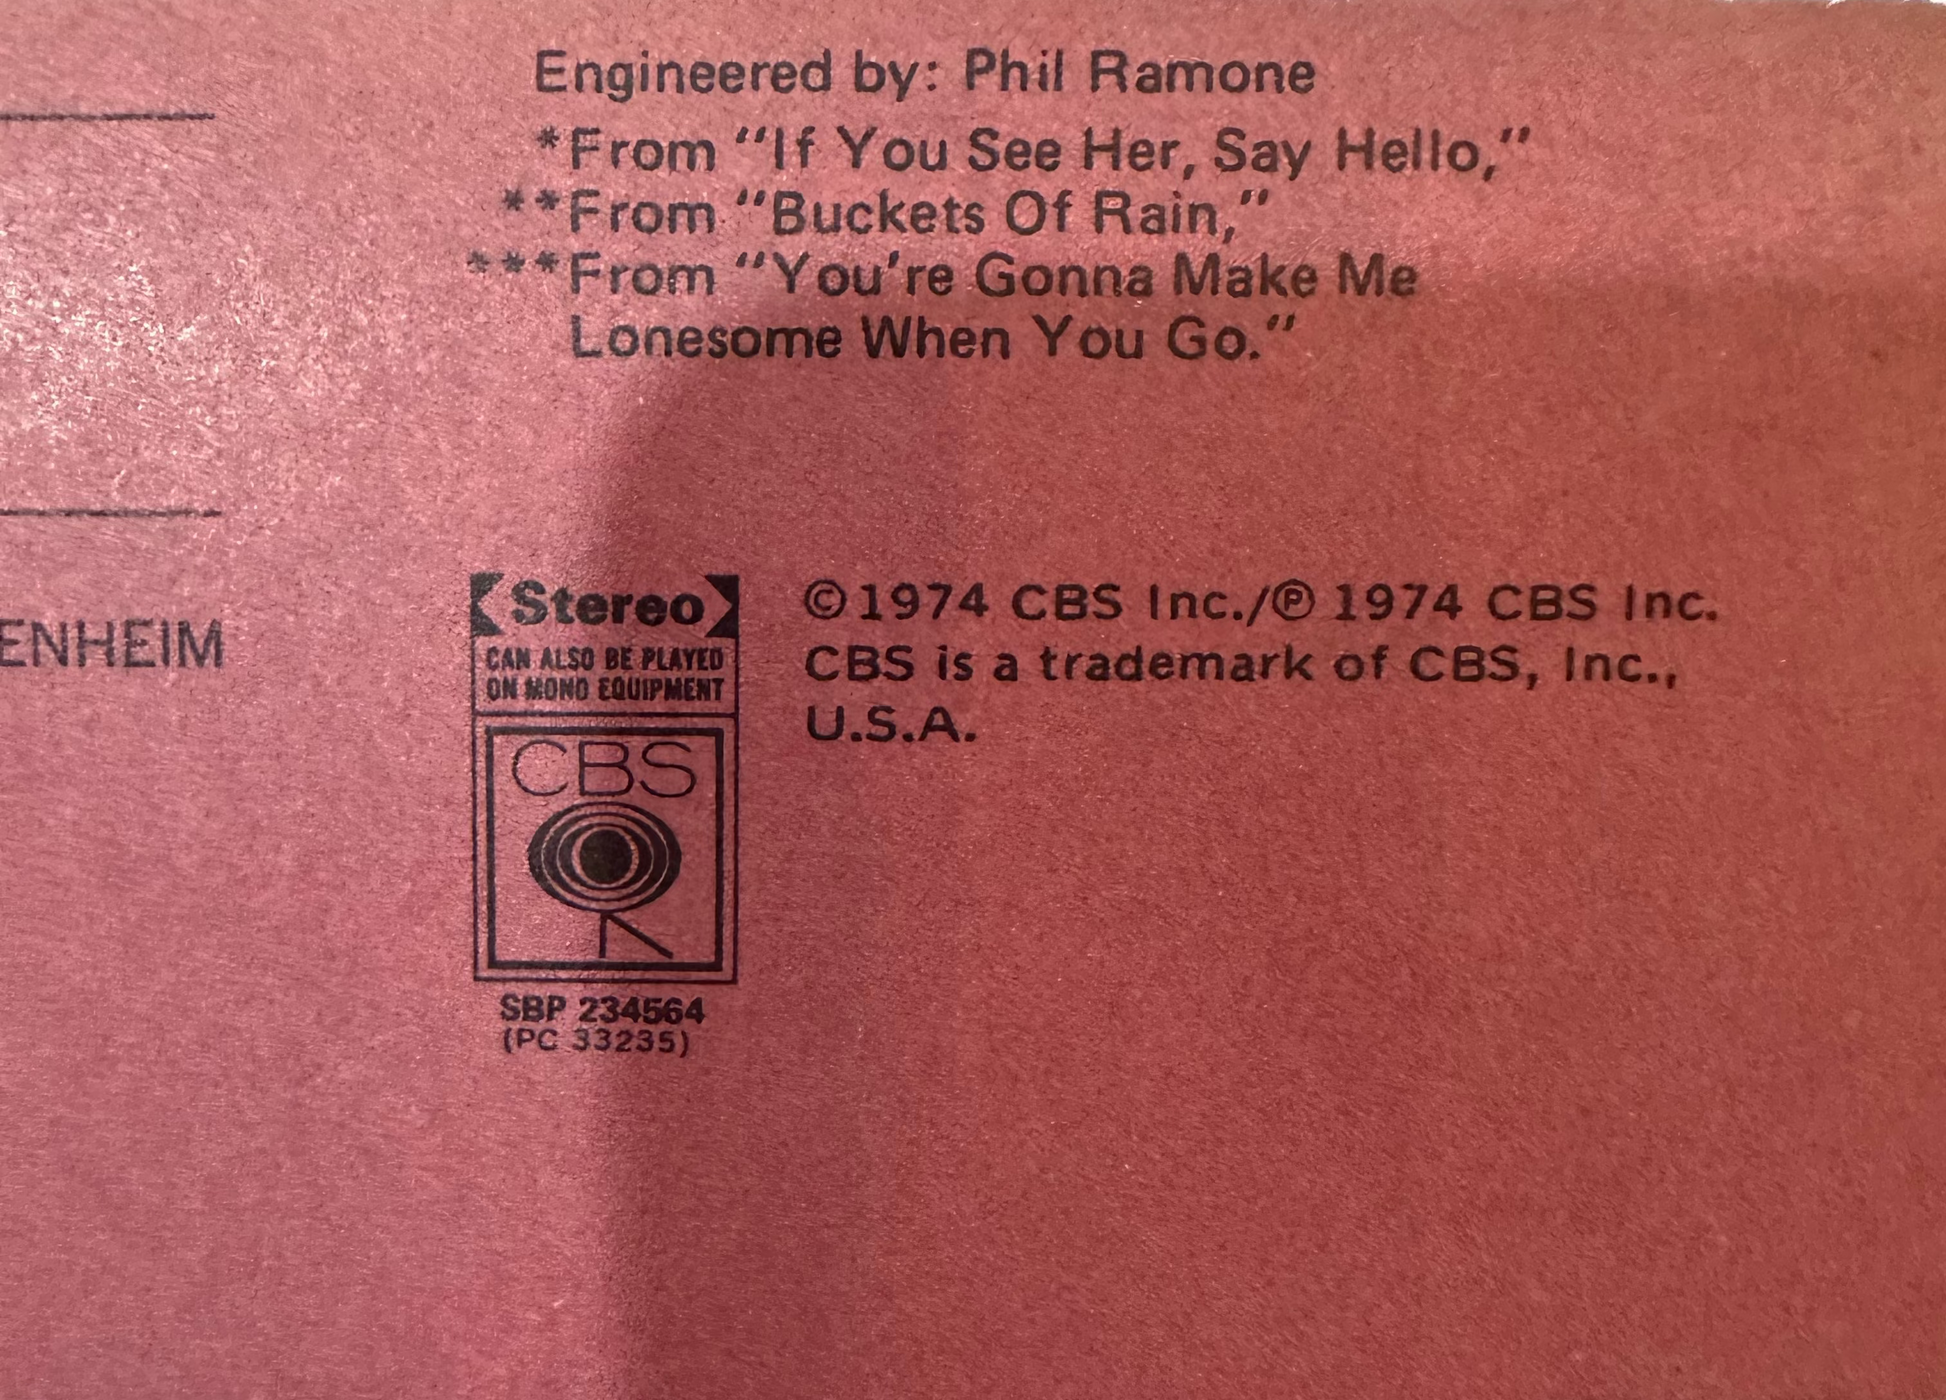 Engineered by: Phil Ramone
*From "If You See Her, Say Hello,"
**From "Buckets Of Rain,"
***From "You're Gonna Make Me
Lonesome When You Go."
ENHEIM
Stereo
CAN ALSO BE PLAYED
ON MONO EQUIPMENT
CBS
SBP 234564
(PC 33235)
©1974 CBS Inc./℗ 1974 CBS Inc.
CBS is a trademark of CBS, Inc.,
U.S.A.